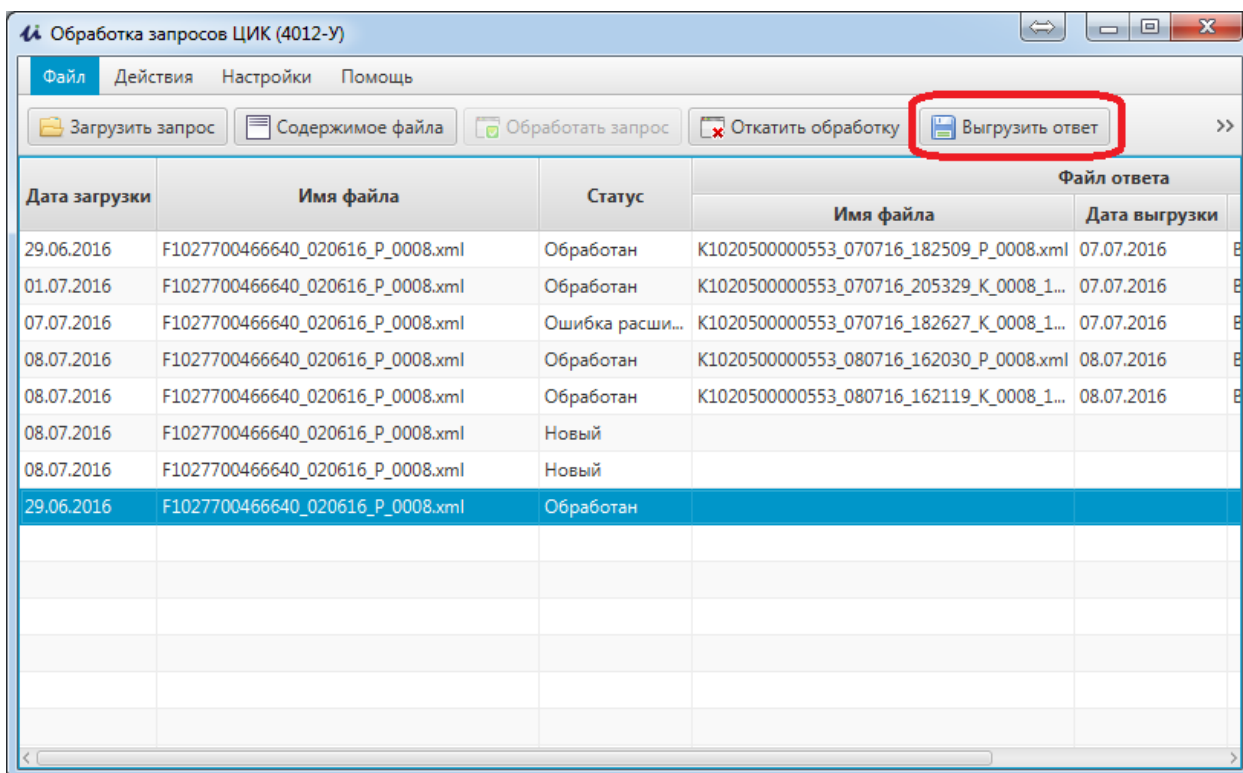 Обработка запросов ЦИК (4012-У)
Файл Действия Настройки Помощь
Загрузить запрос Содержимое файла Обработать запрос Откатить обработку Выгрузить ответ >>
Дата загрузки Имя файла Статус Файл ответа
Имя файла Дата выгрузки
29.06.2016 F1027700466640_020616_P_0008.xml Обработан K1020500000553_070716_182509_P_0008.xml 07.07.2016 В
01.07.2016 F1027700466640_020616_P_0008.xml Обработан K1020500000553_070716_205329_K_0008_1... 07.07.2016 В
07.07.2016 F1027700466640_020616_P_0008.xml Ошибка расши... K1020500000553_070716_182627_K_0008_1... 07.07.2016 В
08.07.2016 F1027700466640_020616_P_0008.xml Обработан K1020500000553_080716_162030_P_0008.xml 08.07.2016 В
08.07.2016 F1027700466640_020616_P_0008.xml Обработан K1020500000553_080716_162119_K_0008_1... 08.07.2016 В
08.07.2016 F1027700466640_020616_P_0008.xml Новый
08.07.2016 F1027700466640_020616_P_0008.xml Новый
29.06.2016 F1027700466640_020616_P_0008.xml Обработан